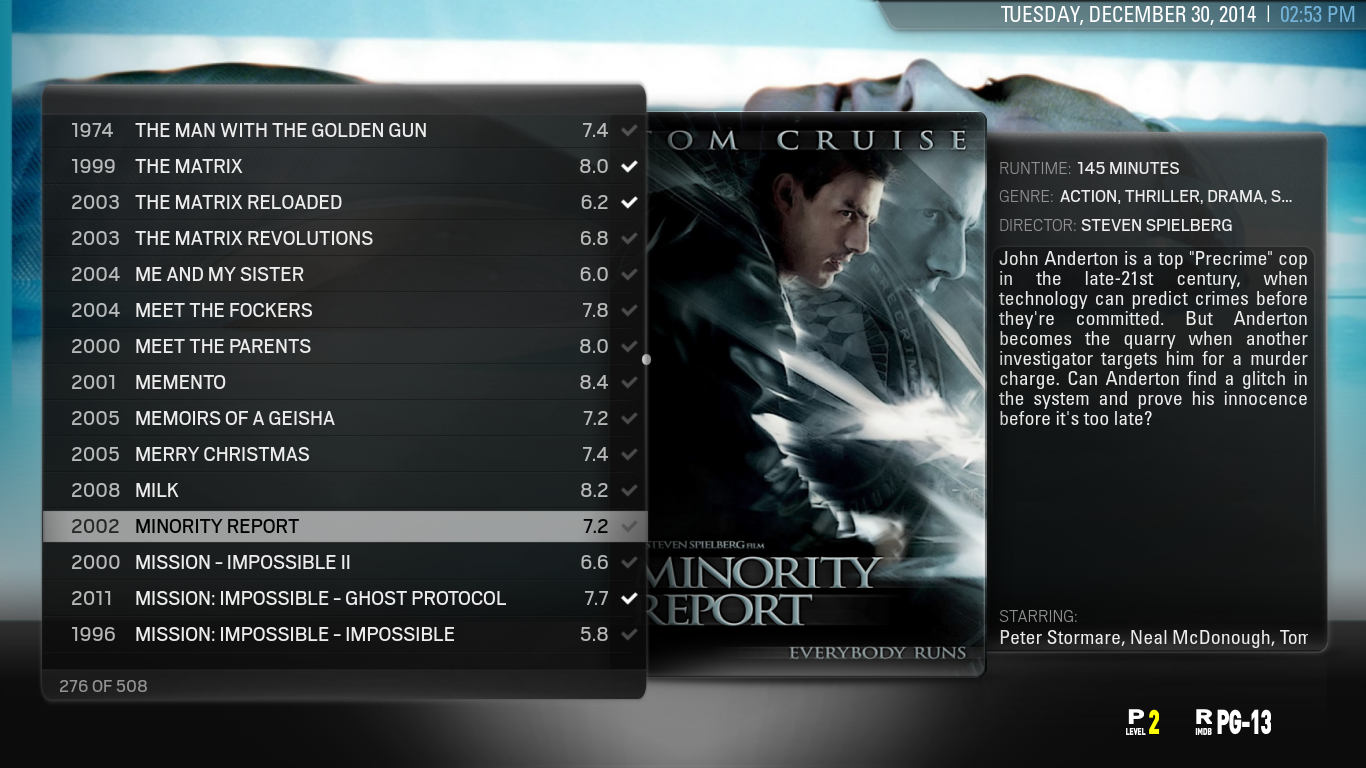 TUESDAY, DECEMBER 30, 2014 | 02:53 PM
1974 THE MAN WITH THE GOLDEN GUN 7.4
1999 THE MATRIX 8.0
2003 THE MATRIX RELOADED 6.2
2003 THE MATRIX REVOLUTIONS 6.8
2004 ME AND MY SISTER 6.0
2004 MEET THE FOCKERS 7.8
2000 MEET THE PARENTS 8.0
2001 MEMENTO 8.4
2005 MEMOIRS OF A GEISHA 7.2
2005 MERRY CHRISTMAS 7.4
2008 MILK 8.2
2002 MINORITY REPORT 7.2
2000 MISSION - IMPOSSIBLE II 6.6
2011 MISSION: IMPOSSIBLE - GHOST PROTOCOL 7.7
1996 MISSION: IMPOSSIBLE - IMPOSSIBLE 5.8
276 OF 508
TOM CRUISE
STEVEN SPIELBERG FILM
MINORITY
REPORT
EVERYBODY RUNS
RUNTIME: 145 MINUTES
GENRE: ACTION, THRILLER, DRAMA, S...
DIRECTOR: STEVEN SPIELBERG
John Anderton is a top "Precrime" cop
in the late-21st century, when
technology can predict crimes before
they're committed. But Anderton
becomes the quarry when another
investigator targets him for a murder
charge. Can Anderton find a glitch in
the system and prove his innocence
before it's too late?
STARRING:
Peter Stormare, Neal McDonough, Tom
P LEVEL 2
R IMDB PG-13